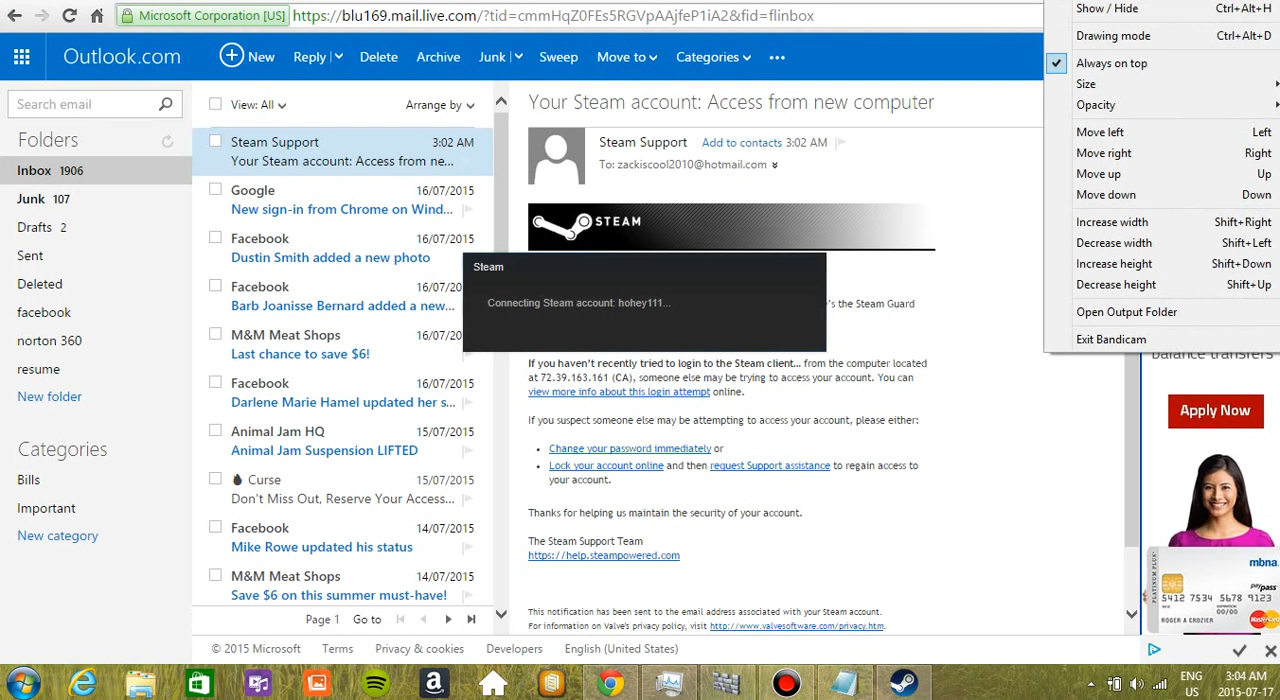 Microsoft Corporation [US] https://blu169.mail.live.com/?tid=cmmHqZ0FEs5RGVpAAjfeP1iA2&fid=flinbox
Outlook.com
New Reply Delete Archive Junk Sweep Move to Categories
Search email
View: All Arrange by
Folders
Inbox 1906
Junk 107
Drafts 2
Sent
Deleted
facebook
norton 360
resume
New folder
Categories
Bills
Important
New category
Steam Support 3:02 AM
Your Steam account: Access from ne...
Google 16/07/2015
New sign-in from Chrome on Wind...
Facebook 16/07/2015
Dustin Smith added a new photo
Facebook 16/07/2015
Barb Joanisse Bernard added a new...
M&M Meat Shops 16/07/20
Last chance to save $6!
Facebook 16/07/2015
Darlene Marie Hamel updated her s...
Animal Jam HQ 15/07/2015
Animal Jam Suspension LIFTED
Curse 15/07/2015
Don't Miss Out, Reserve Your Access...
Facebook 14/07/2015
Mike Rowe updated his status
M&M Meat Shops 14/07/2015
Save $6 on this summer must-have!
Page 1 Go to
Your Steam account: Access from new computer
Steam Support Add to contacts 3:02 AM
To: zackiscool2010@hotmail.com
STEAM
Steam
Connecting Steam account: hohey111...
's the Steam Guard
If you haven't recently tried to login to the Steam client... from the computer located
at 72.39.163.161 (CA), someone else may be trying to access your account. You can
view more info about this login attempt online.
If you suspect someone else may be attempting to access your account, please either:
• Change your password immediately or
• Lock your account online and then request Support assistance to regain access to
your account.
Thanks for helping us maintain the security of your account.
The Steam Support Team
https://help.steampowered.com
This notification has been sent to the email address associated with your Steam account.
For information on Valve's privacy policy, visit http://www.valvesoftware.com/privacy.htm.
Show / Hide Ctrl+Alt+H
Drawing mode Ctrl+Alt+D
Always on top
Size
Opacity
Move left Left
Move right Right
Move up Up
Move down Down
Increase width Shift+Right
Decrease width Shift+Left
Increase height Shift+Down
Decrease height Shift+Up
Open Output Folder
Exit Bandicam
balance transfers
Apply Now
mbna
PLATINUM PLUS
paypass
5412 7534 5678 9123
00/00
ROGER A CROZIER
MasterCard
© 2015 Microsoft Terms Privacy & cookies Developers English (United States)
ENG 3:04 AM
US 2015-07-17